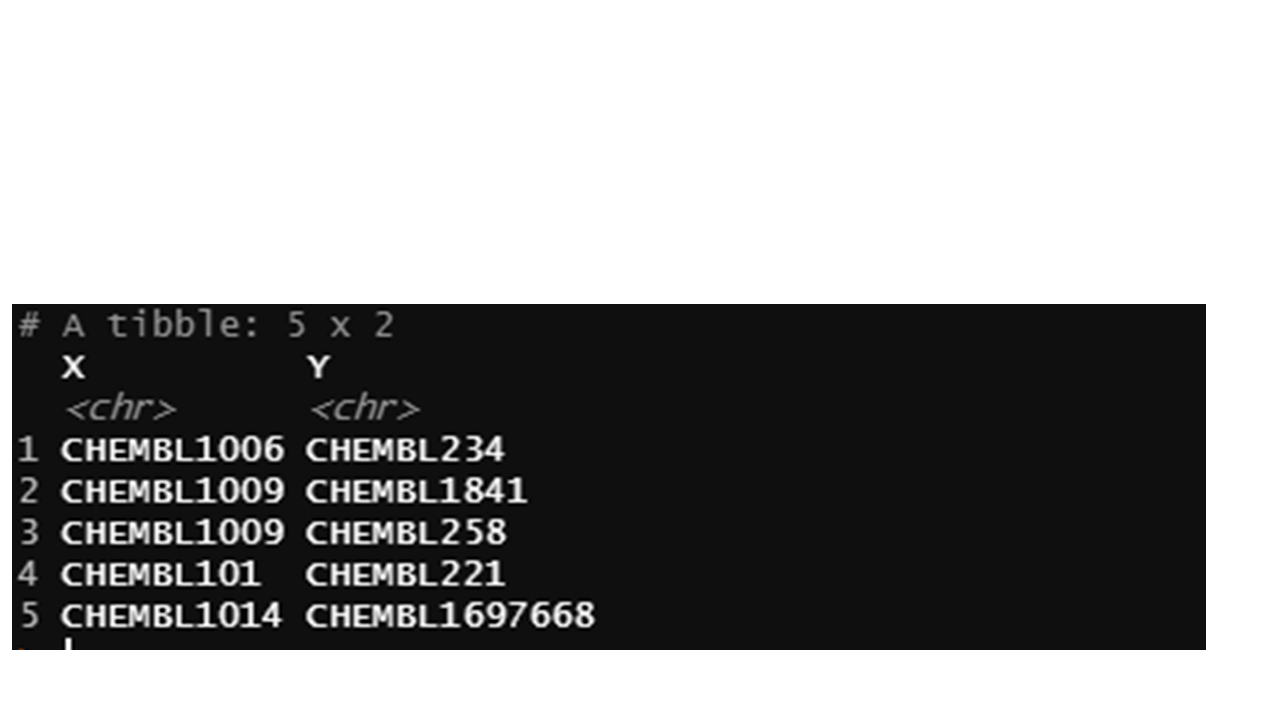 # A tibble: 5 x 2
X Y
<chr> <chr>
1 CHEMBL1006 CHEMBL234
2 CHEMBL1009 CHEMBL1841
3 CHEMBL1009 CHEMBL258
4 CHEMBL101 CHEMBL221
5 CHEMBL1014 CHEMBL1697668